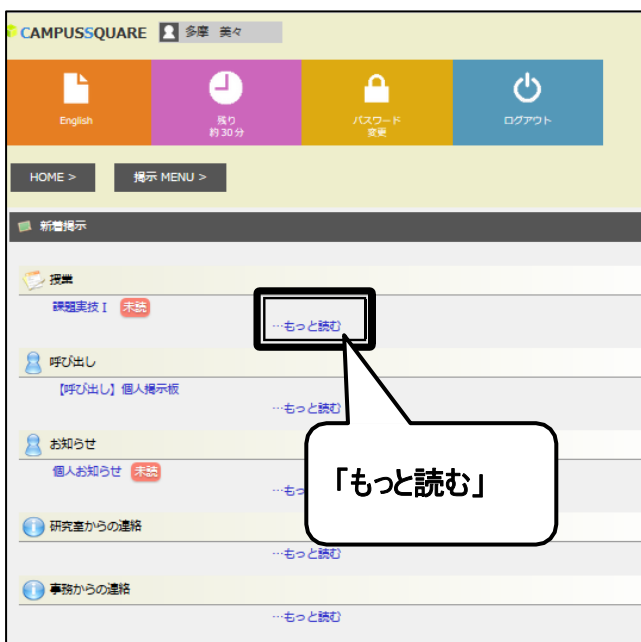 CAMPUSSQUARE 多摩 美々
English
残り
約30分
パスワード
変更
ログアウト
HOME >
掲示 MENU >
新着掲示
授業
課題実技 I 未読
…もっと読む
呼び出し
【呼び出し】個人掲示板
…もっと読む
お知らせ
個人お知らせ 未読
…もっ
「もっと読む」
研究室からの連絡
…もっと読む
事務からの連絡
…もっと読む